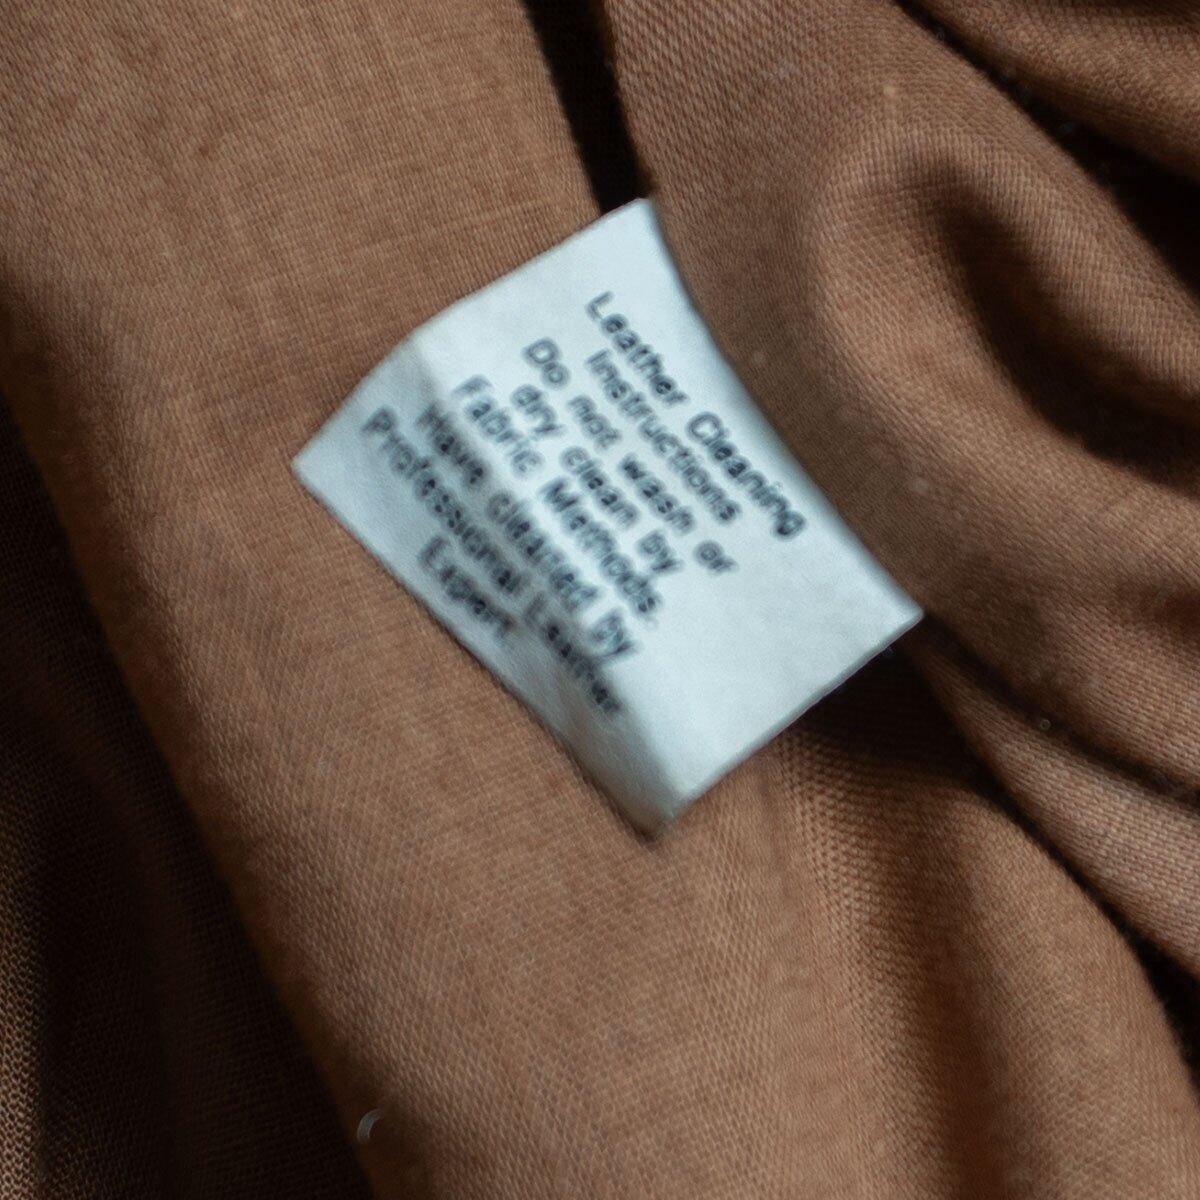 Leather Cleaning
Instructions
Do not wash or
dry clean by
Fabric Methods.
Have cleaned by
Professional Leather
Expert.